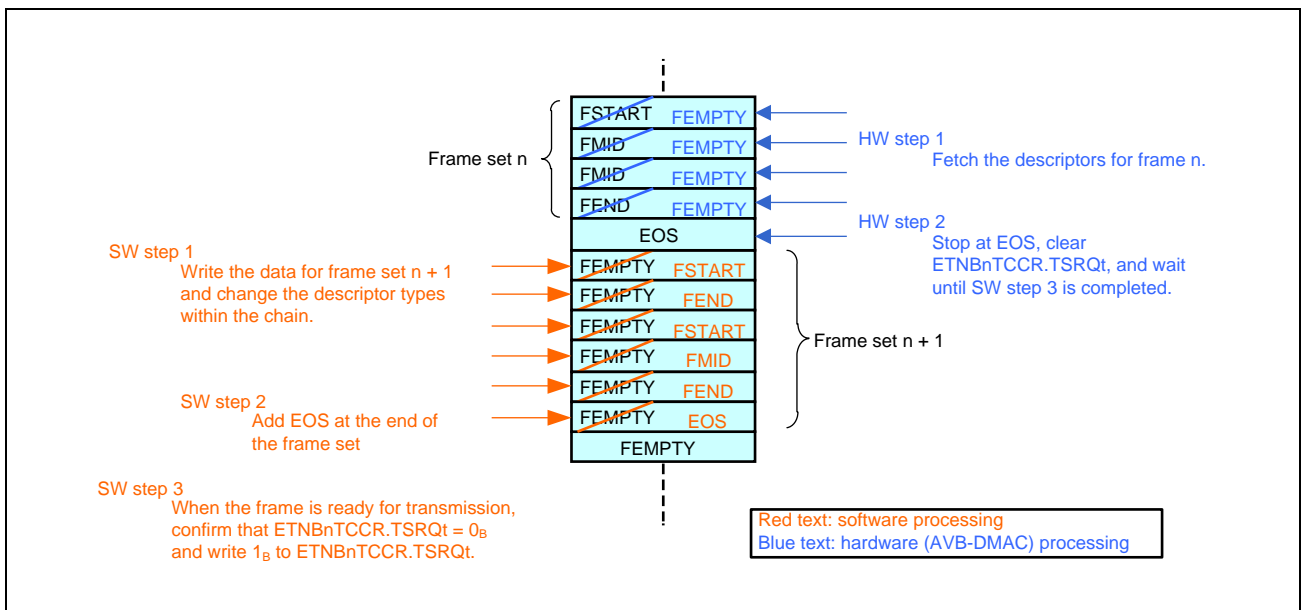 FSTART FEMPTY
FMID FEMPTY
FMID FEMPTY
FEND FEMPTY
EOS
FEMPTY FSTART
FEMPTY FEND
FEMPTY FSTART
FEMPTY FMID
FEMPTY FEND
FEMPTY EOS
FEMPTY
Frame set n
HW step 1
Fetch the descriptors for frame n.
HW step 2
Stop at EOS, clear
ETNBnTCCR.TSRQt, and wait
until SW step 3 is completed.
Frame set n + 1
SW step 1
Write the data for frame set n + 1
and change the descriptor types
within the chain.
SW step 2
Add EOS at the end of
the frame set
SW step 3
When the frame is ready for transmission,
confirm that ETNBnTCCR.TSRQt = 0B
and write 1B to ETNBnTCCR.TSRQt.
Red text: software processing
Blue text: hardware (AVB-DMAC) processing